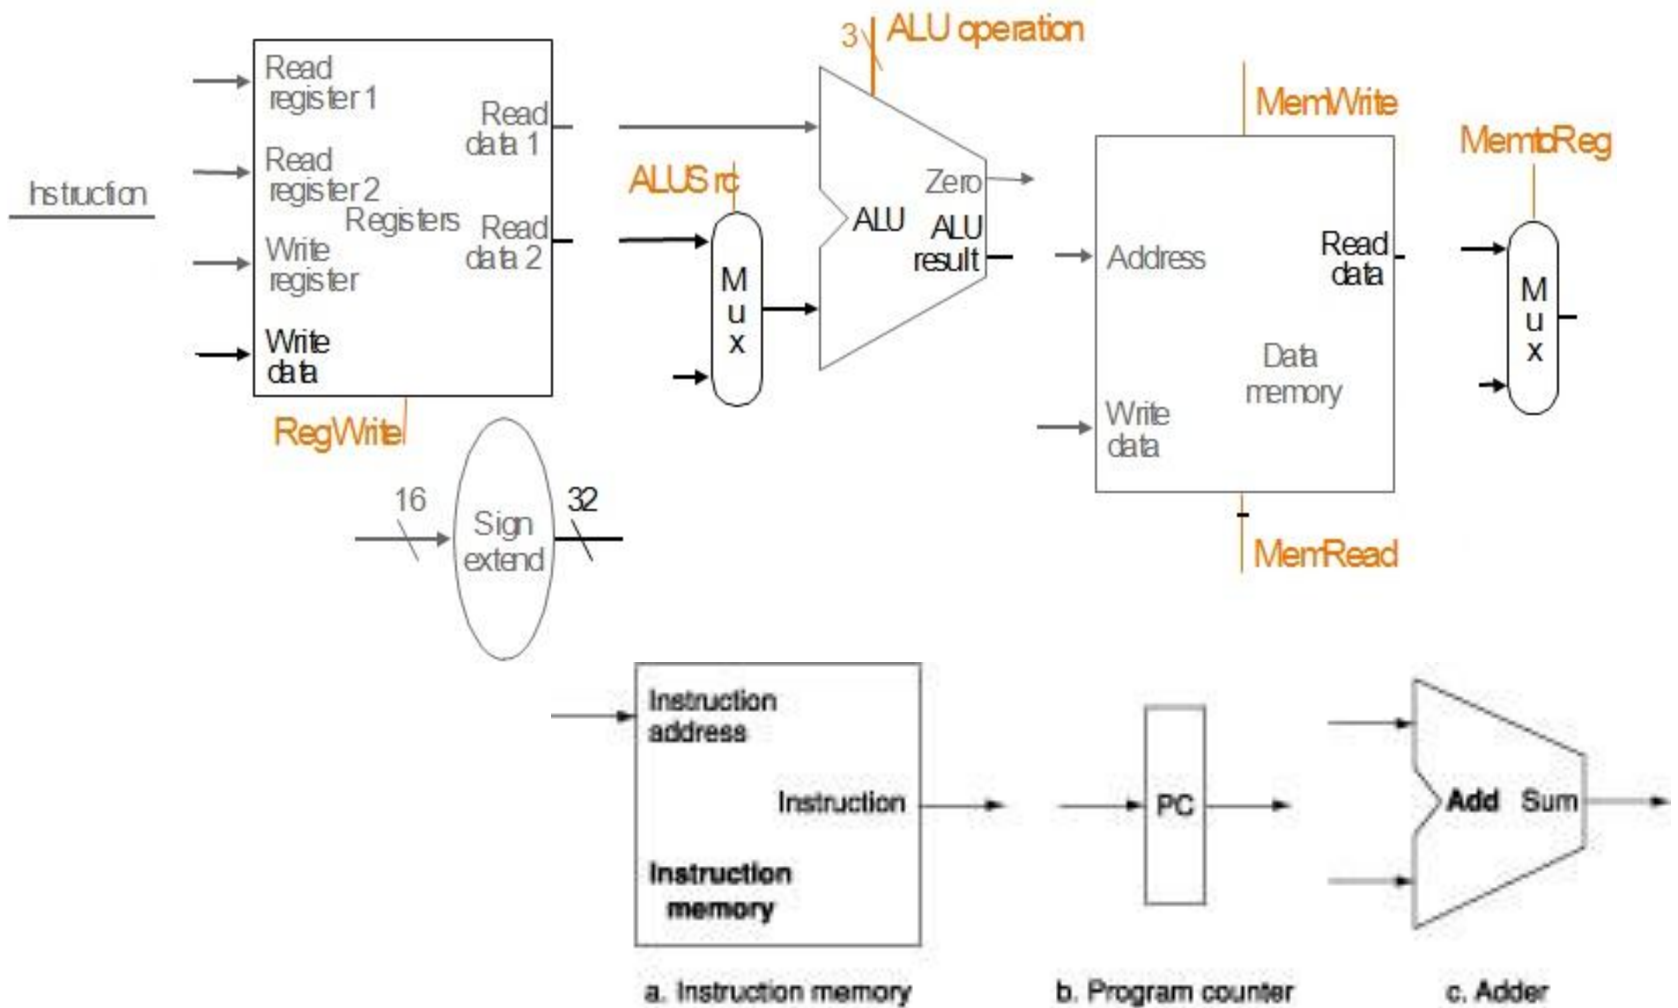 Instruction
Read
register 1
Read
register 2
Registers
Write
register
Write
data
Read
data 1
Read
data 2
RegWrite
16
Sign
extend
32
ALUSrc
M
u
x
3
ALU operation
Zero
ALU
ALU
result
MemWrite
Address
Read
data
Data
memory
Write
data
MemRead
MemtoReg
M
u
x
Instruction
address
Instruction
Instruction
memory
a. Instruction memory
PC
b. Program counter
Add Sum
c. Adder